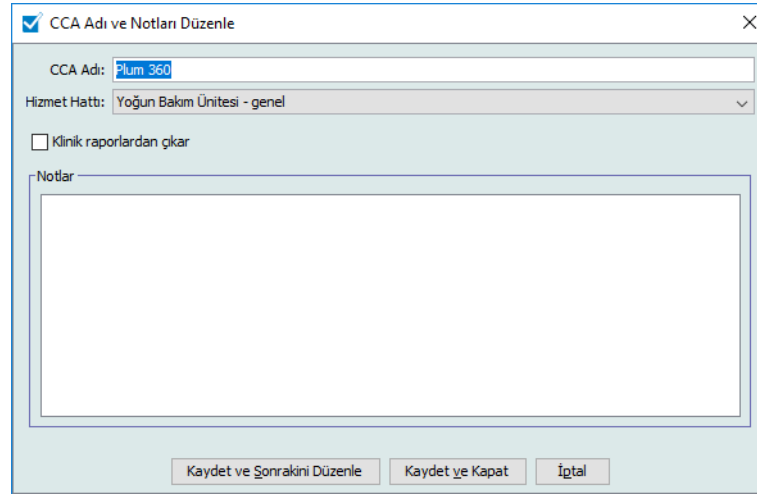 CCA Adı ve Notları Düzenle
CCA Adı: Plum 360
Hizmet Hattı: Yoğun Bakım Ünitesi - genel
Klinik raporlardan çıkar
Notlar
Kaydet ve Sonrakini Düzenle Kaydet ve Kapat İptal